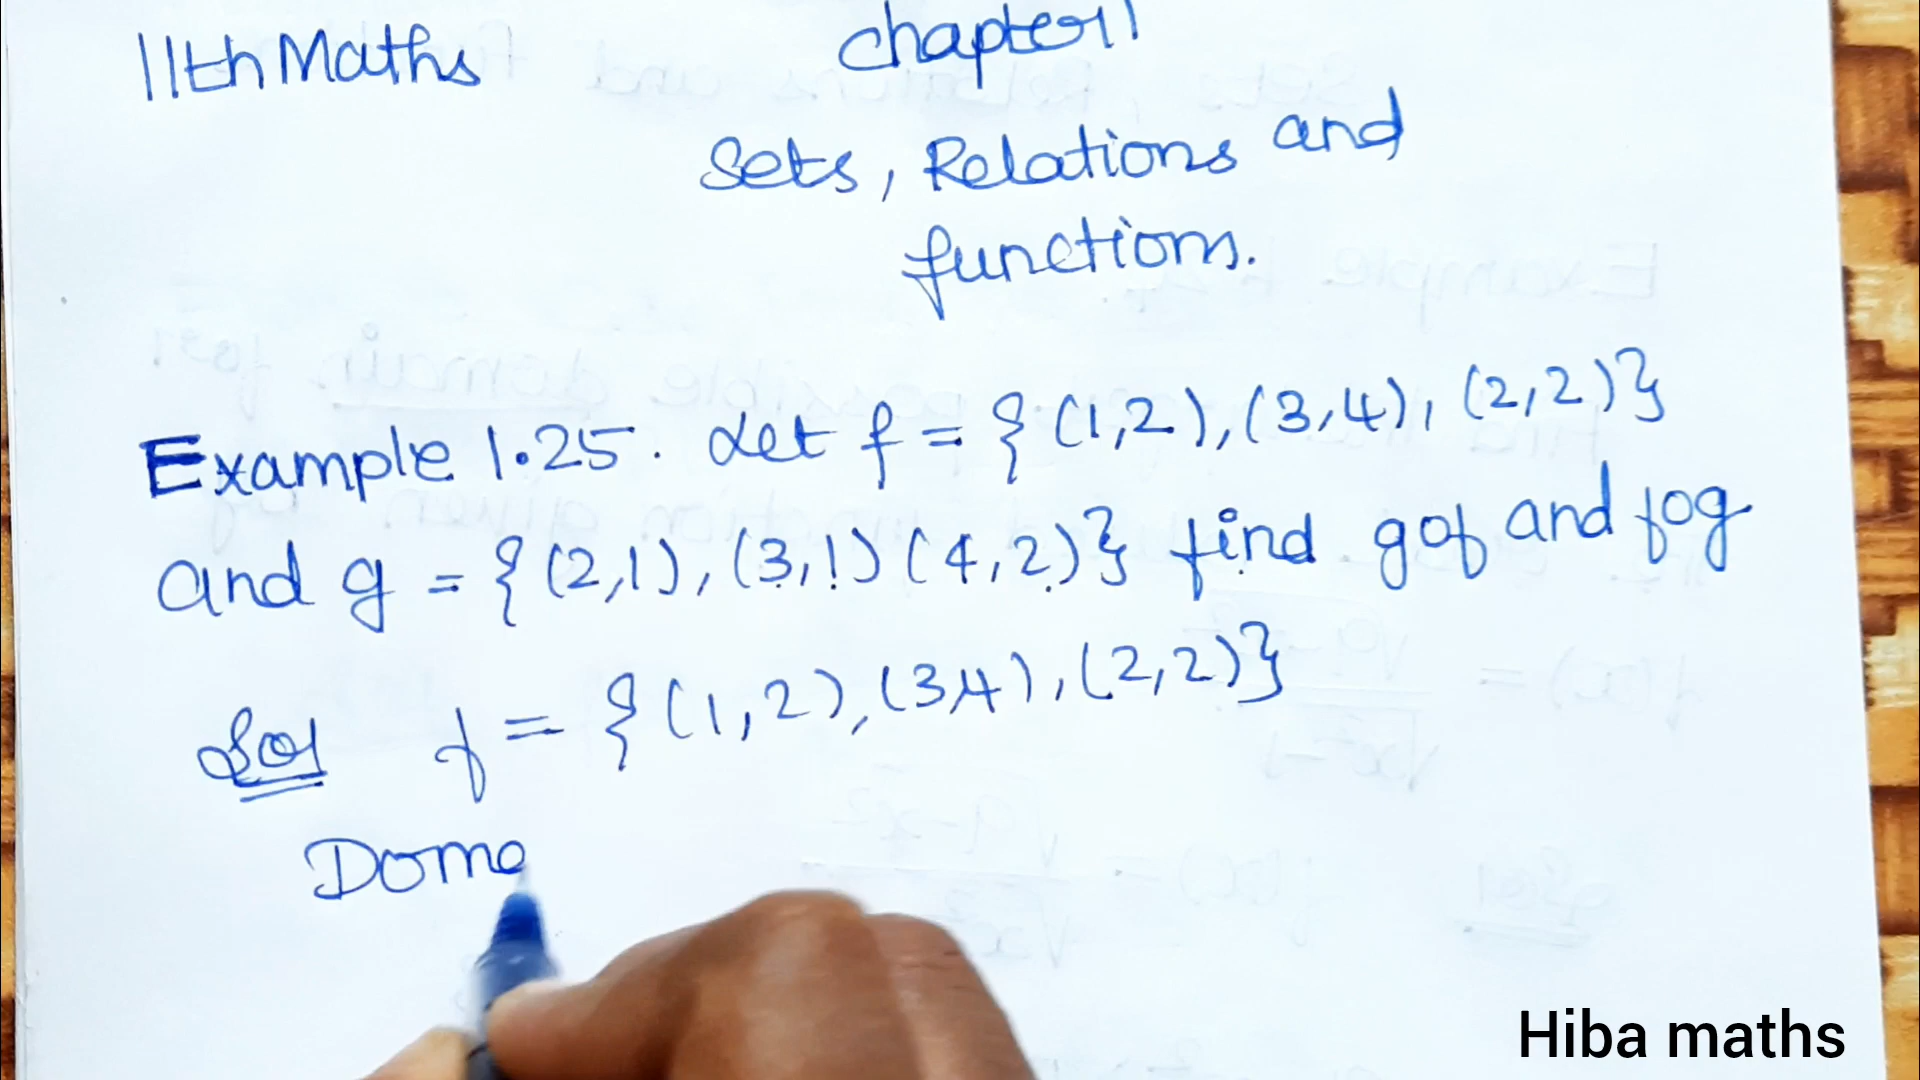 11th Maths
chapter 1
Sets, Relations and
functions.
Example 1.25. Let f = {(1,2),(3,4),(2,2)}
and g = {(2,1),(3,1)(4,2)} find gof and fog
Sol f = {(1,2),(3,4),(2,2)}
Doma
Hiba maths